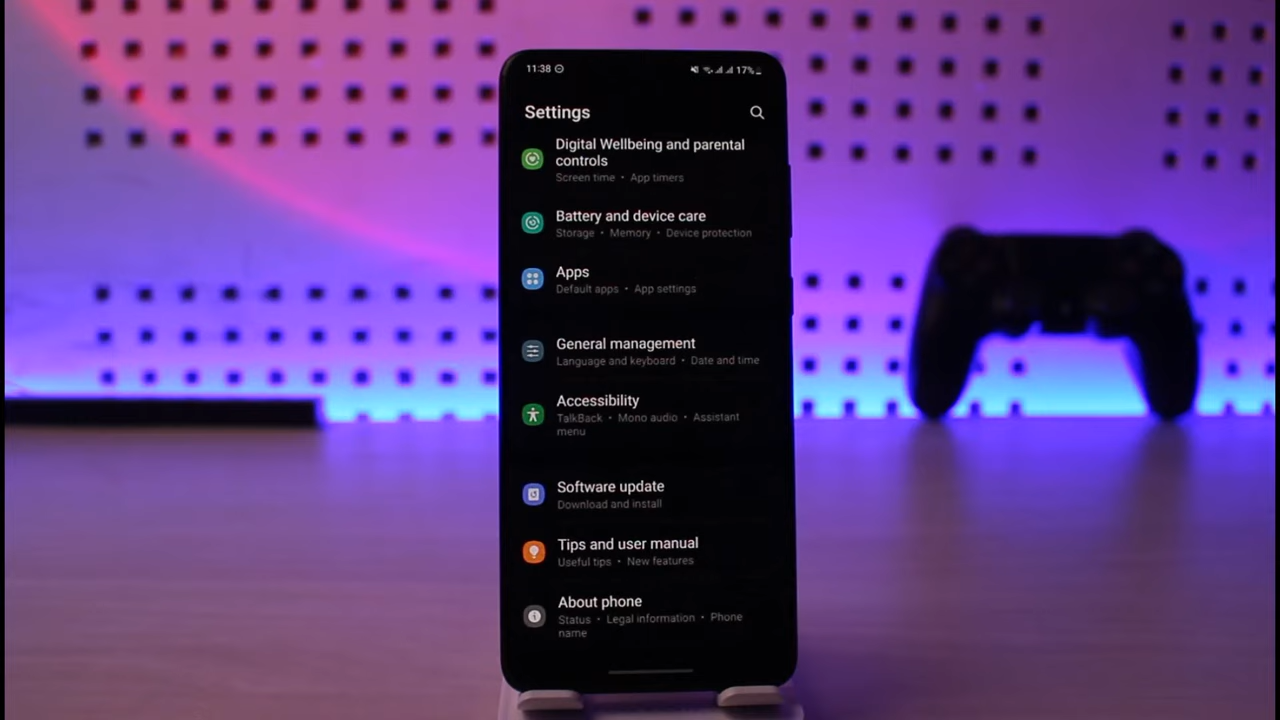 11:38
17%
Settings
Digital Wellbeing and parental
controls
Screen time • App timers
Battery and device care
Storage • Memory • Device protection
Apps
Default apps • App settings
General management
Language and keyboard • Date and time
Accessibility
TalkBack • Mono audio • Assistant
menu
Software update
Download and install
Tips and user manual
Useful tips • New features
About phone
Status • Legal information • Phone
name